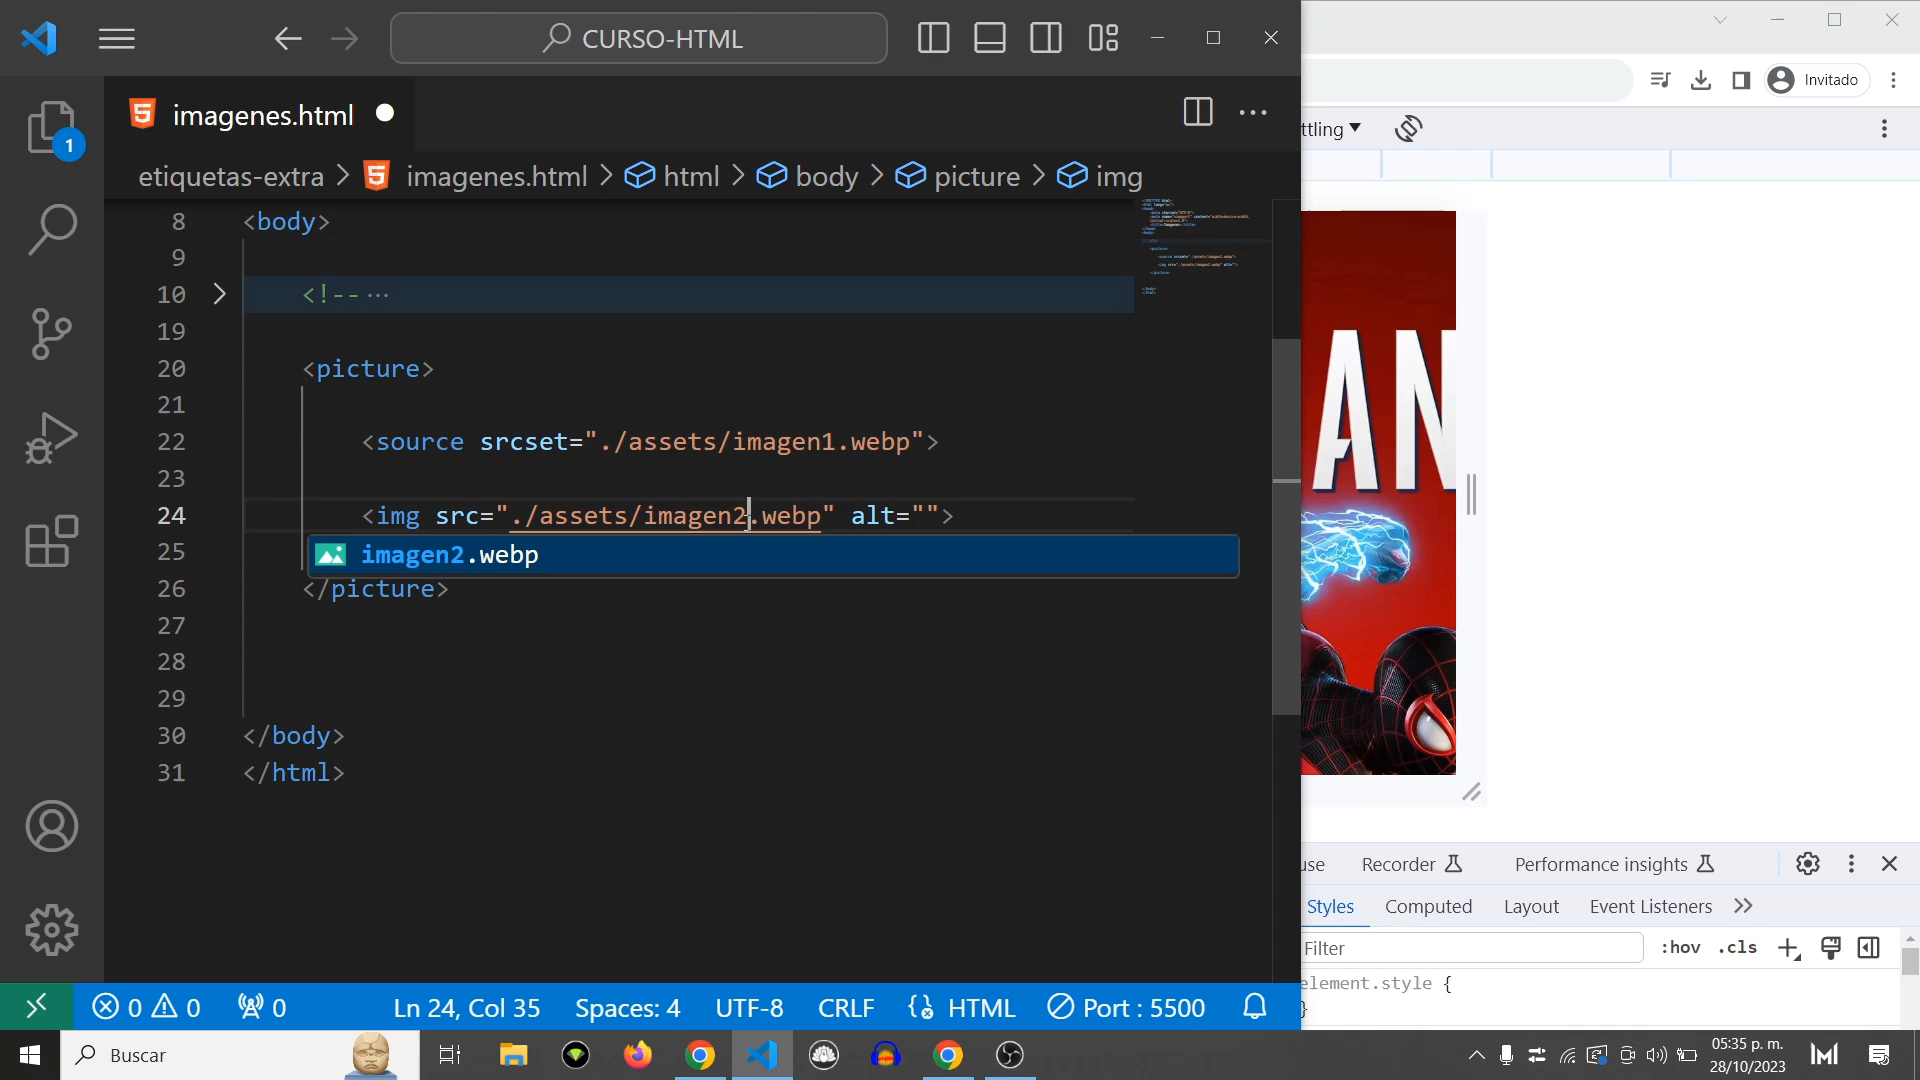 CURSO-HTML
Invitado
imagenes.html
ttling
etiquetas-extra > imagenes.html > html > body > picture > img
8 <body>
9
10 <!-- ···
19
20 <picture>
21
22 <source srcset="./assets/imagen1.webp">
23
24 <img src="./assets/imagen2.webp" alt="">
25 imagen2.webp
26 </picture>
27
28
29
30 </body>
31 </html>
1
AN
use Recorder Performance insights
Styles Computed Layout Event Listeners
Filter :hov .cls
element.style {
}
0 0 0 Ln 24, Col 35 Spaces: 4 UTF-8 CRLF HTML Port : 5500
Buscar
05:35 p. m.
28/10/2023